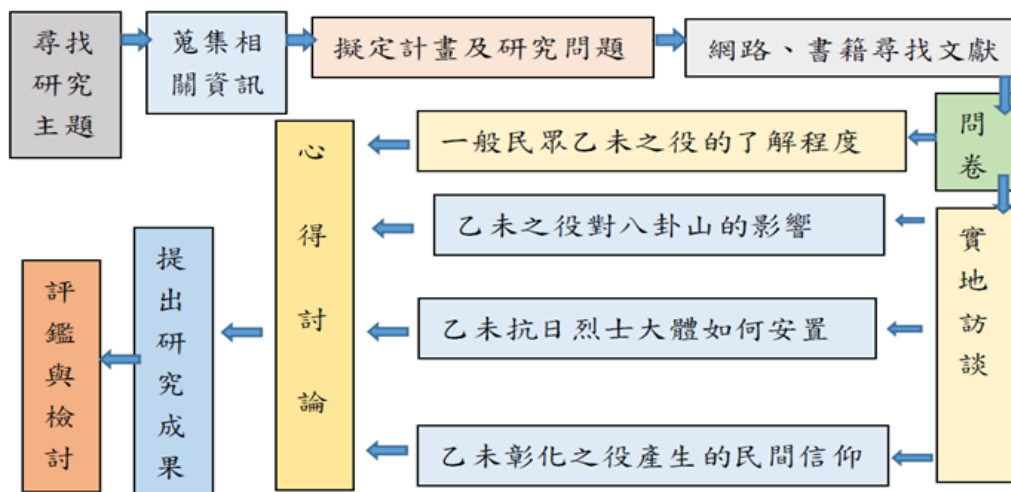 尋找
研究
主題
蒐集相
關資訊
擬定計畫及研究問題
網路、書籍尋找文獻
問卷
一般民眾乙未之役的了解程度
實地訪談
乙未之役對八卦山的影響
乙未抗日烈士大體如何安置
乙未彰化之役產生的民間信仰
心得討論
提出研究成果
評鑑與檢討